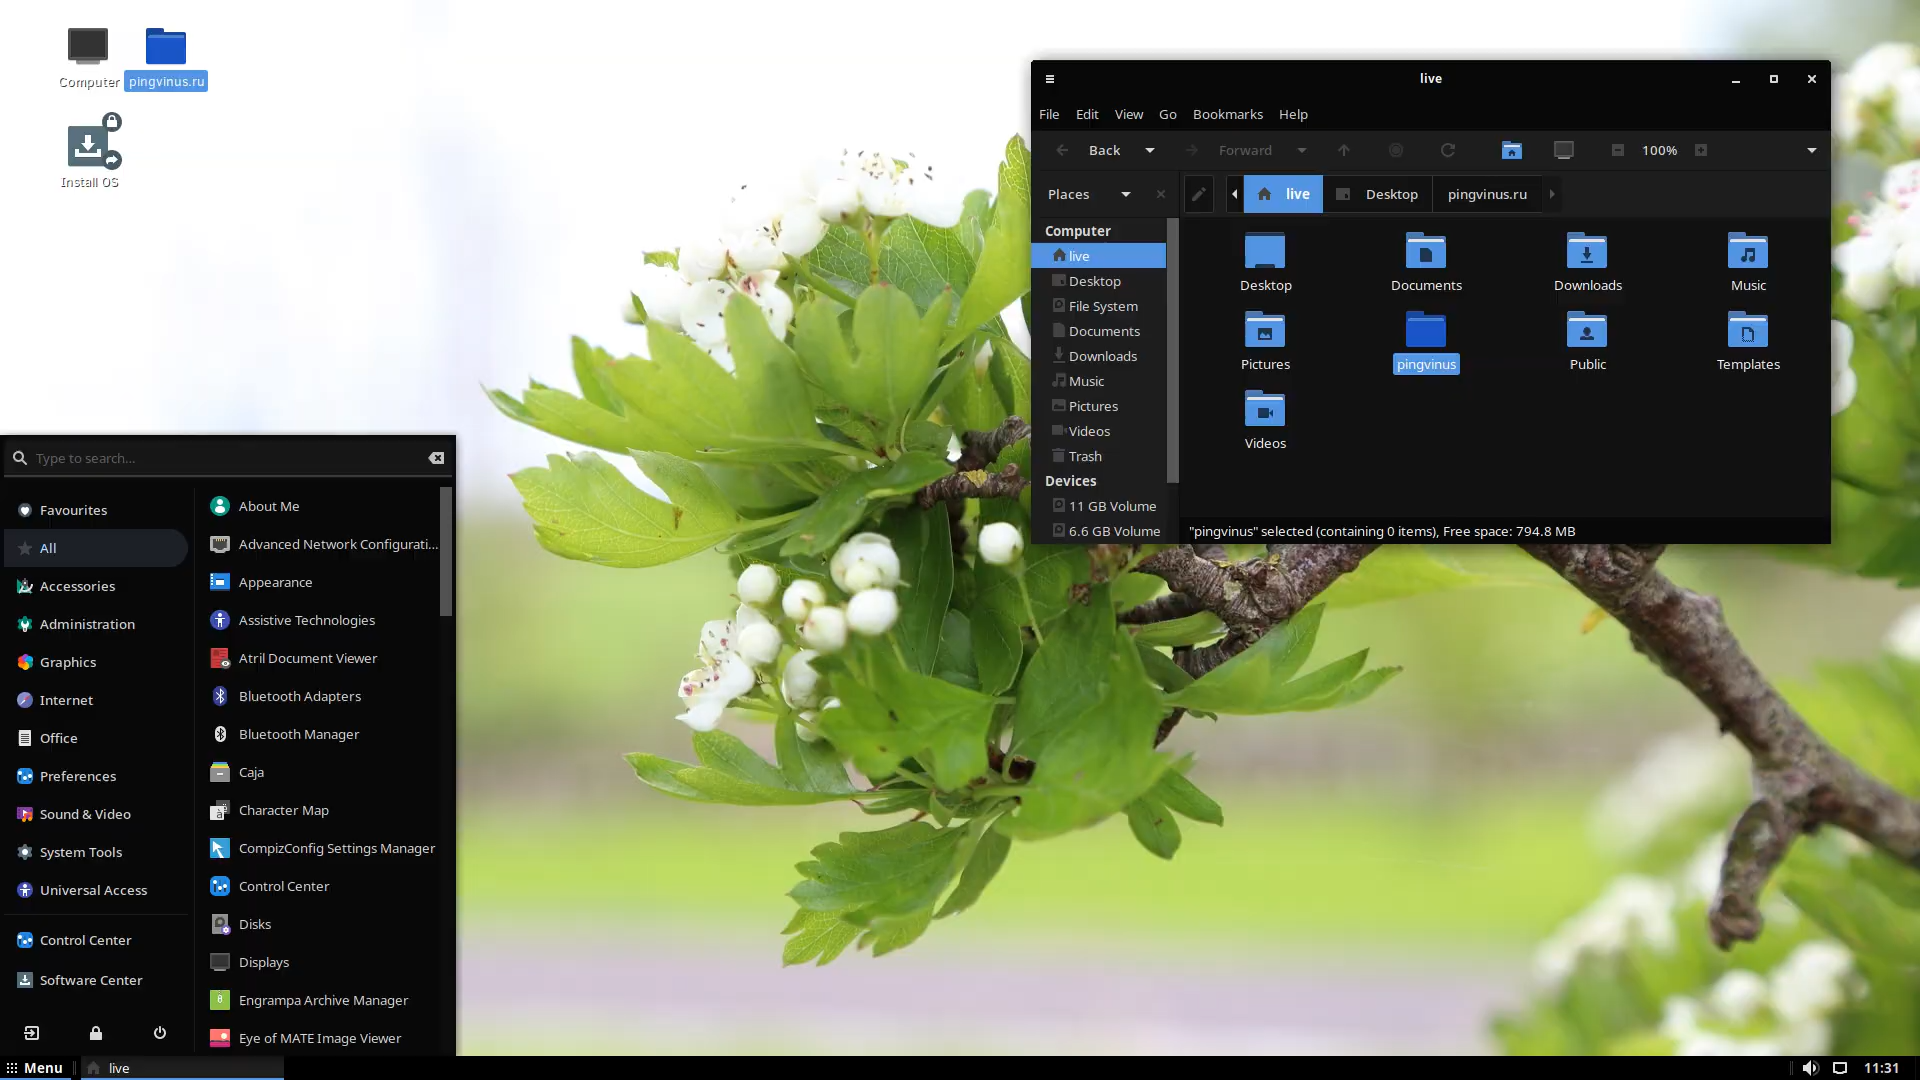 Computer
pingvinus.ru
Install OS
live
File Edit View Go Bookmarks Help
Back Forward 100%
Places
live Desktop pingvinus.ru
Computer
live
Desktop
File System
Documents
Downloads
Music
Pictures
Videos
Trash
Devices
11 GB Volume
6.6 GB Volume
Desktop Documents Downloads Music
Pictures pingvinus Public Templates
Videos
"pingvinus" selected (containing 0 items), Free space: 794.8 MB
Type to search...
Favourites
All
Accessories
Administration
Graphics
Internet
Office
Preferences
Sound & Video
System Tools
Universal Access
Control Center
Software Center
About Me
Advanced Network Configurati...
Appearance
Assistive Technologies
Atril Document Viewer
Bluetooth Adapters
Bluetooth Manager
Caja
Character Map
CompizConfig Settings Manager
Control Center
Disks
Displays
Engrampa Archive Manager
Eye of MATE Image Viewer
Menu live 11:31